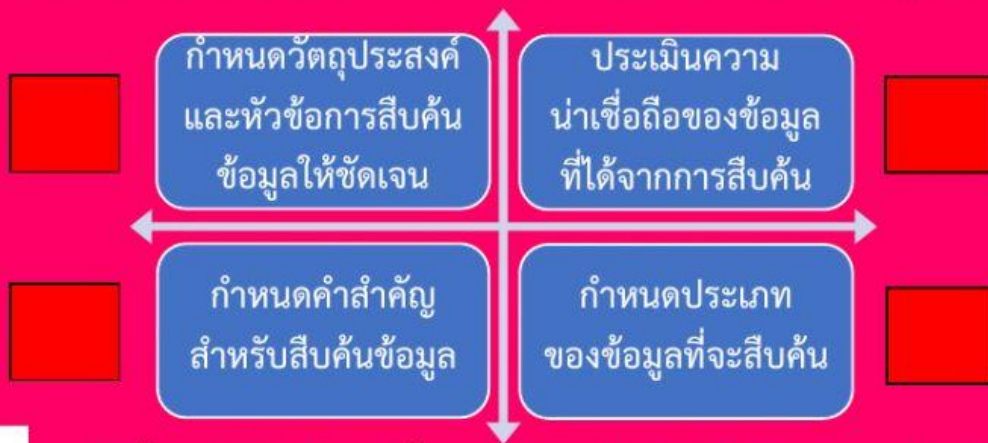 กำหนดวัตถุประสงค์
และหัวข้อการสืบค้น
ข้อมูลให้ชัดเจน
ประเมินความ
น่าเชื่อถือของข้อมูล
ที่ได้จากการสืบค้น
กำหนดคำสำคัญ
สำหรับสืบค้นข้อมูล
กำหนดประเภท
ของข้อมูลที่จะสืบค้น